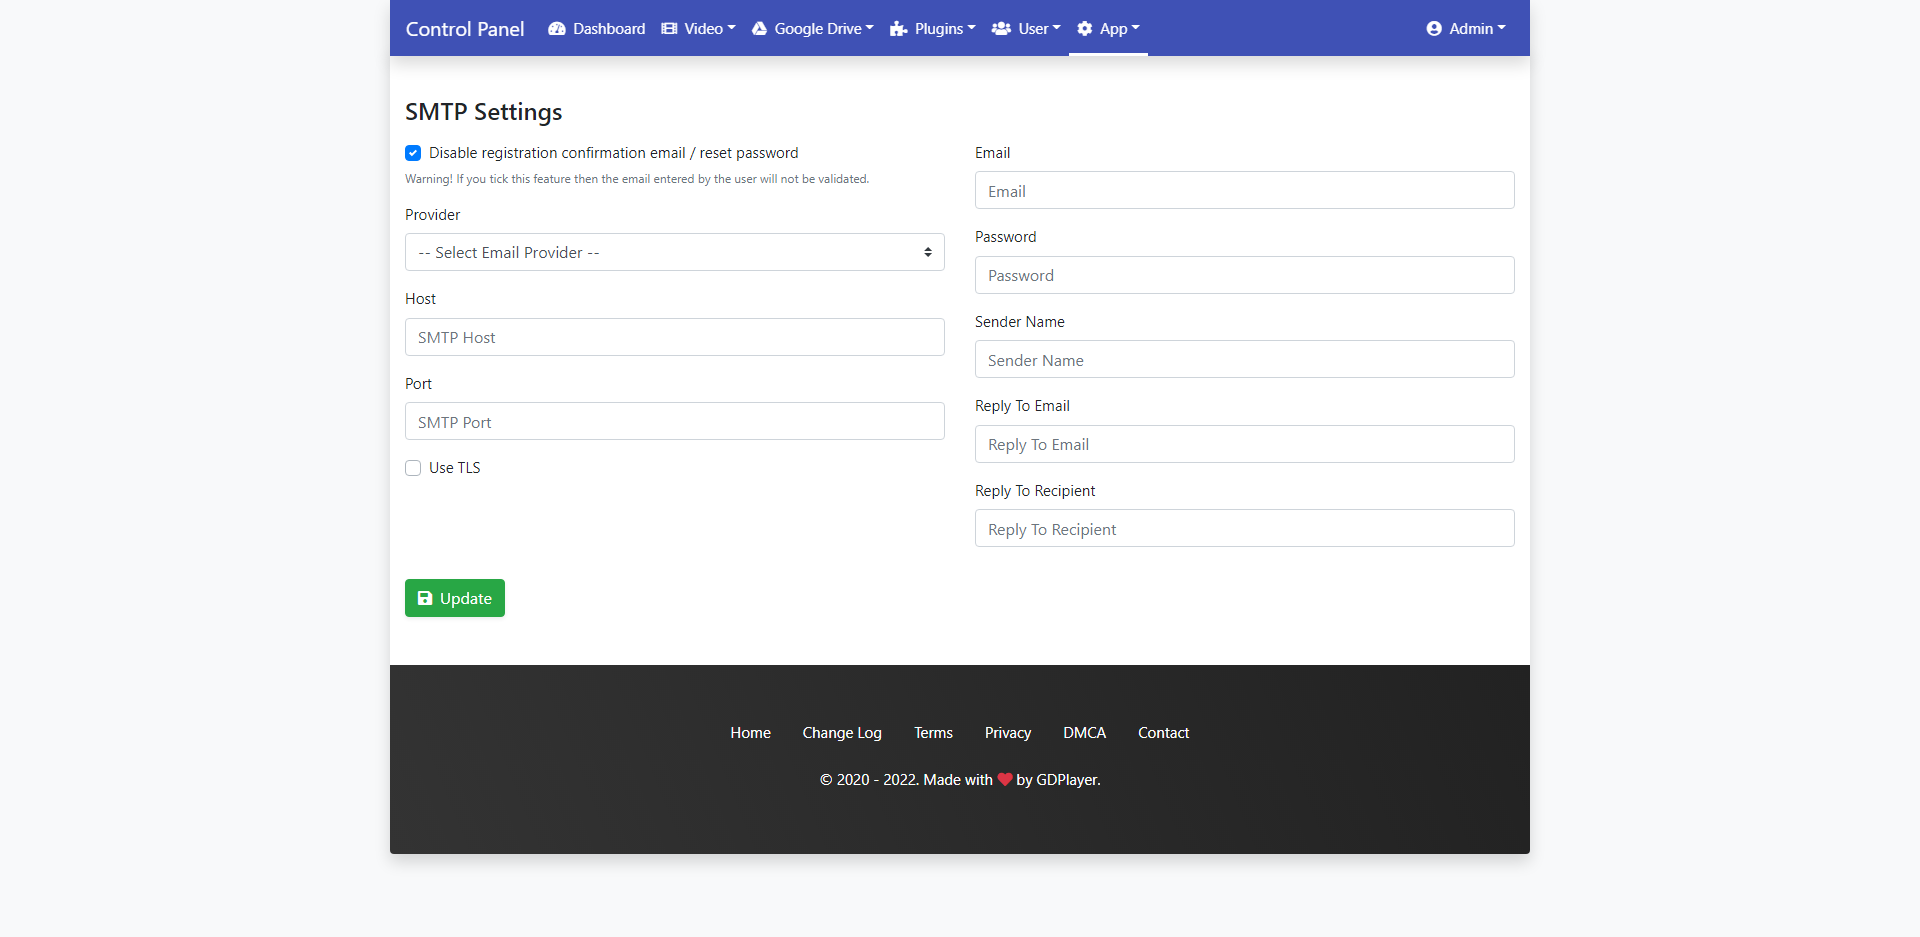 Control Panel Dashboard Video Google Drive Plugins User App Admin
SMTP Settings
Disable registration confirmation email / reset password
Warning! If you tick this feature then the email entered by the user will not be validated.
Provider
-- Select Email Provider --
Host
SMTP Host
Port
SMTP Port
Use TLS
Email
Email
Password
Password
Sender Name
Sender Name
Reply To Email
Reply To Email
Reply To Recipient
Reply To Recipient
Update
Home Change Log Terms Privacy DMCA Contact
© 2020 - 2022. Made with ❤ by GDPlayer.